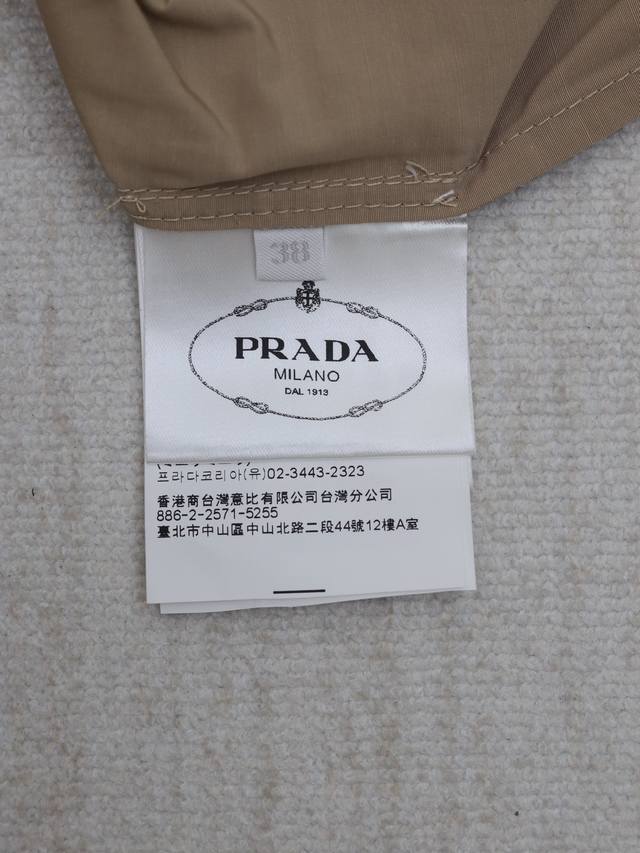 38
PRADA
MILANO
DAL 1913
프라다코리아(유)02-3443-2323
香港商台灣意比有限公司台灣分公司
886-2-2571-5255
臺北市中山區中山北路二段44號12樓A室